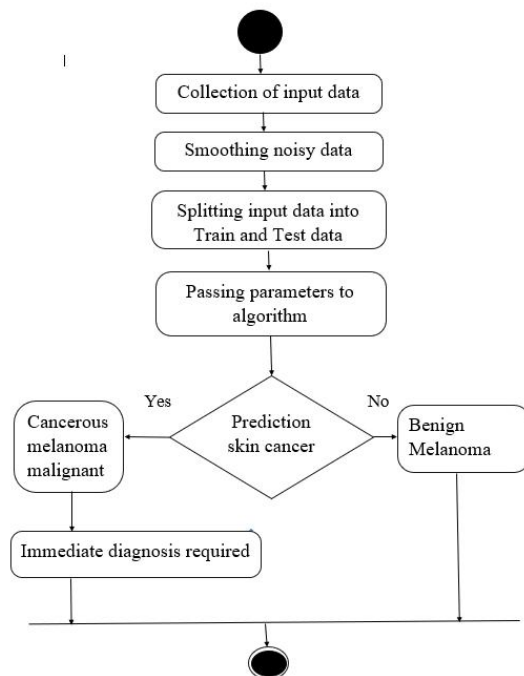 Collection of input data
Smoothing noisy data
Splitting input data into
Train and Test data
Passing parameters to
algorithm
Yes
No
Prediction
skin cancer
Cancerous
melanoma
malignant
Benign
Melanoma
Immediate diagnosis required